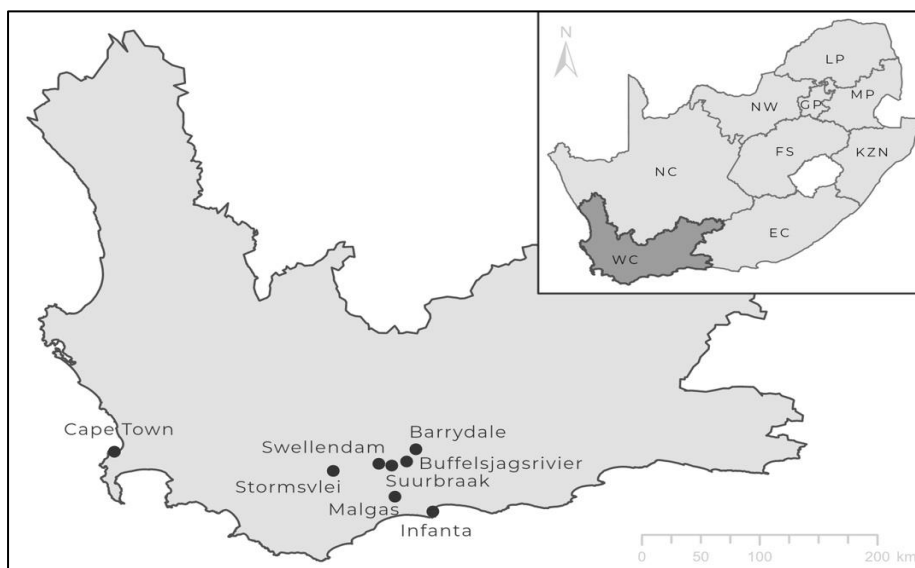 N
LP
NW
GP
MP
FS
KZN
NC
EC
WC
Cape Town
Barrydale
Swellendam
Buffelsjagsrivier
Stormsvlei
Suurbraak
Malgas
Infanta
0 50 100 200 km